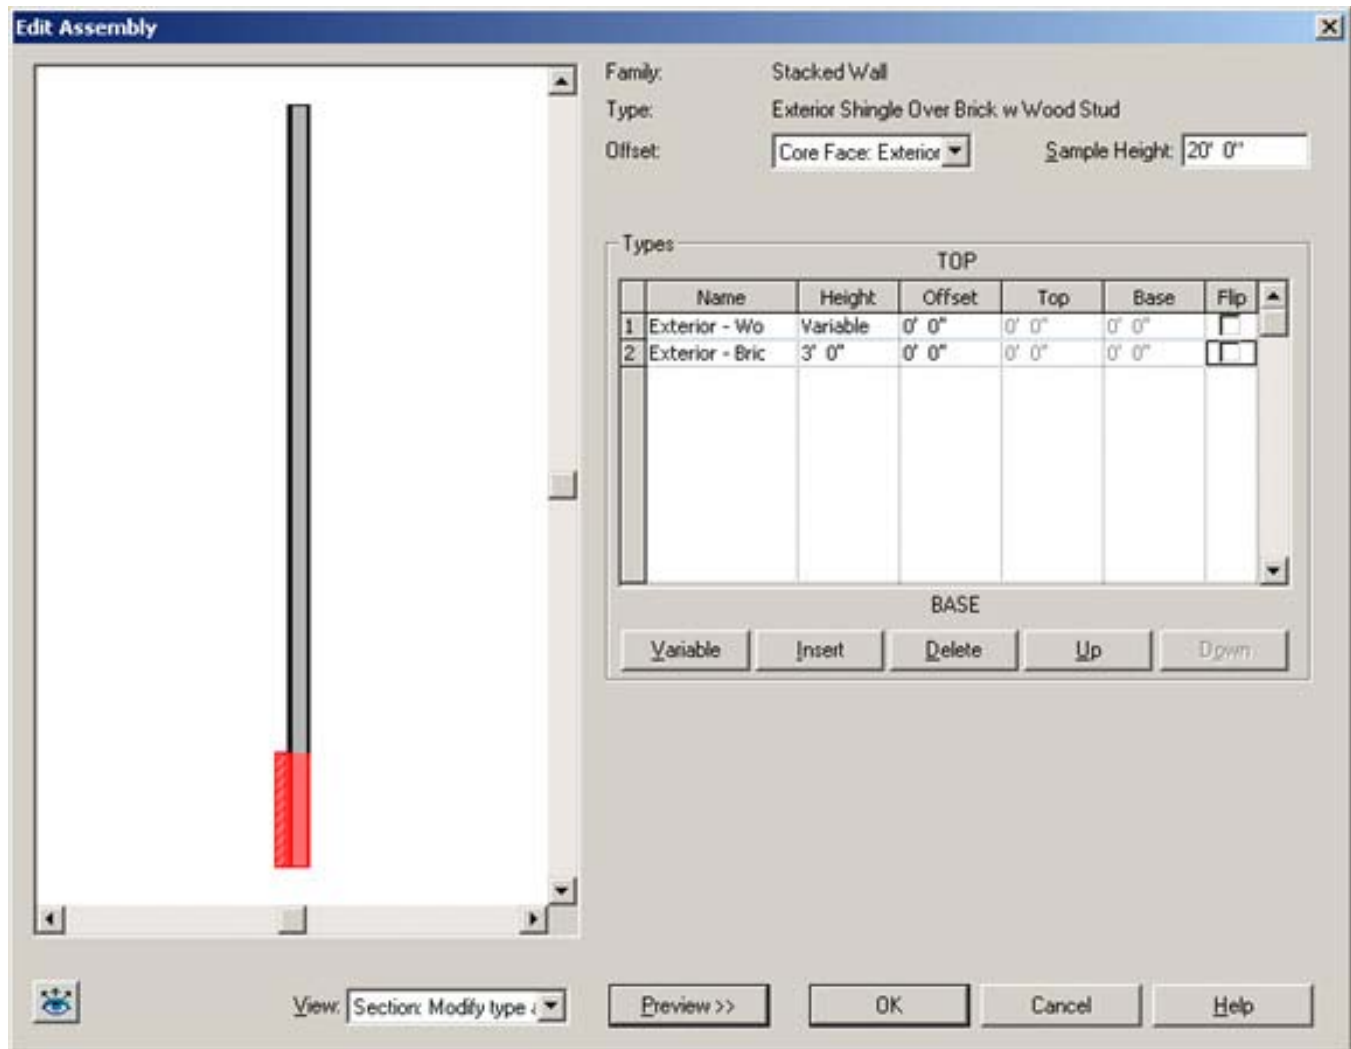 Edit Assembly
Family: Stacked Wall
Type: Exterior Shingle Over Brick w Wood Stud
Offset: Core Face: Exterior Sample Height: 20' 0"
Types
TOP
Name Height Offset Top Base Flip
1 Exterior - Wo Variable 0' 0" 0' 0" 0' 0"
2 Exterior - Bric 3' 0" 0' 0" 0' 0" 0' 0"
BASE
Variable Insert Delete Up Down
View: Section: Modify type a Preview >> OK Cancel Help